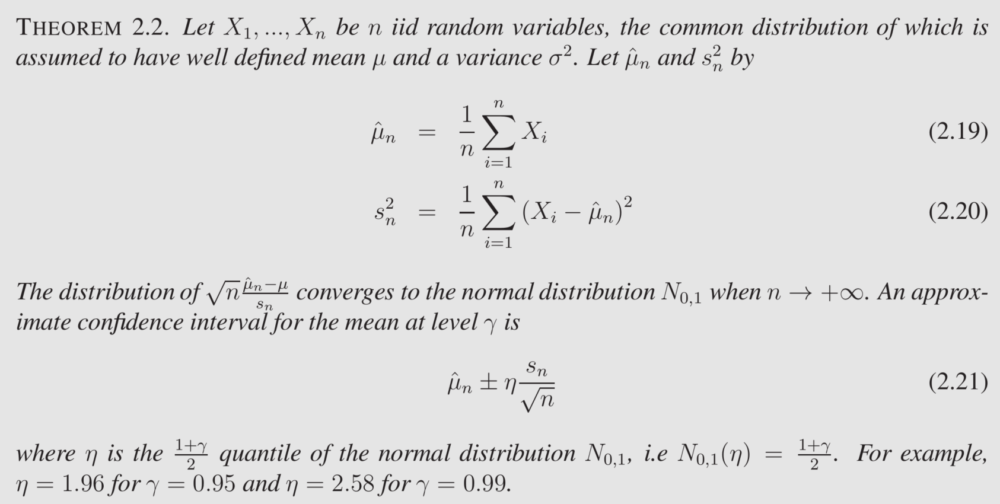 THEOREM 2.2. Let $X_1, ..., X_n$ be $n$ iid random variables, the common distribution of which is
assumed to have well defined mean $\mu$ and a variance $\sigma^2$. Let $\hat{\mu}_n$ and $s_n^2$ by
$\hat{\mu}_n = \frac{1}{n} \sum_{i=1}^{n} X_i$ (2.19)
$s_n^2 = \frac{1}{n} \sum_{i=1}^{n} (X_i - \hat{\mu}_n)^2$ (2.20)
The distribution of $\sqrt{n} \frac{\hat{\mu}_n - \mu}{s_n}$ converges to the normal distribution $N_{0,1}$ when $n \to +\infty$. An approx-
imate confidence interval for the mean at level $\gamma$ is
$\hat{\mu}_n \pm \eta \frac{s_n}{\sqrt{n}}$ (2.21)
where $\eta$ is the $\frac{1+\gamma}{2}$ quantile of the normal distribution $N_{0,1}$, i.e $N_{0,1}(\eta) = \frac{1+\gamma}{2}$. For example,
$\eta = 1.96$ for $\gamma = 0.95$ and $\eta = 2.58$ for $\gamma = 0.99$.